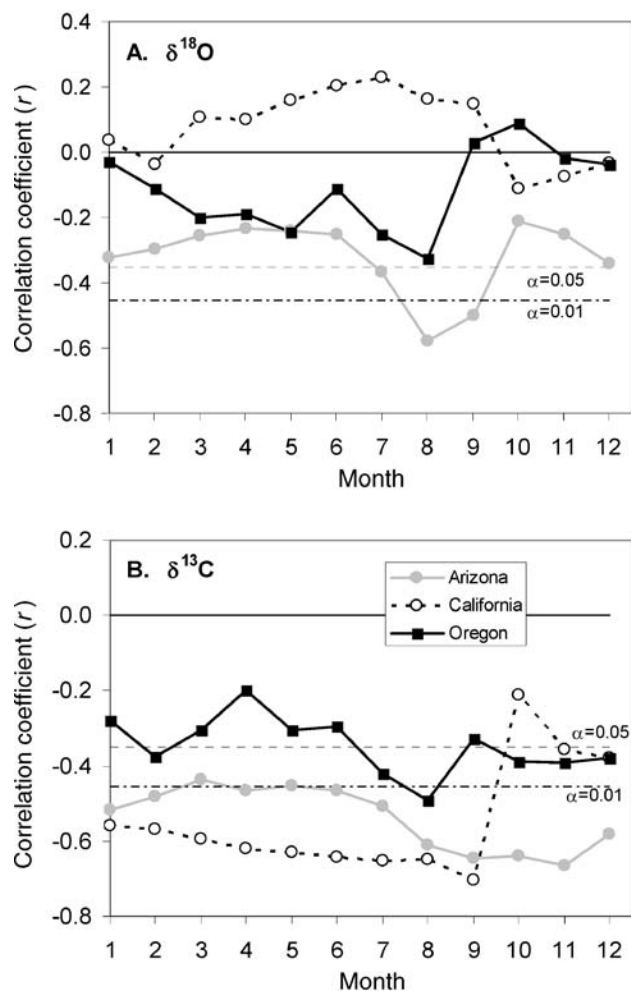 A. δ18O
Correlation coefficient (r)
0.4
0.2
0.0
-0.2
-0.4
-0.6
-0.8
α=0.05
α=0.01
1 2 3 4 5 6 7 8 9 10 11 12
Month
B. δ13C
Correlation coefficient (r)
0.2
0.0
-0.2
-0.4
-0.6
-0.8
Arizona
California
Oregon
α=0.05
α=0.01
1 2 3 4 5 6 7 8 9 10 11 12
Month